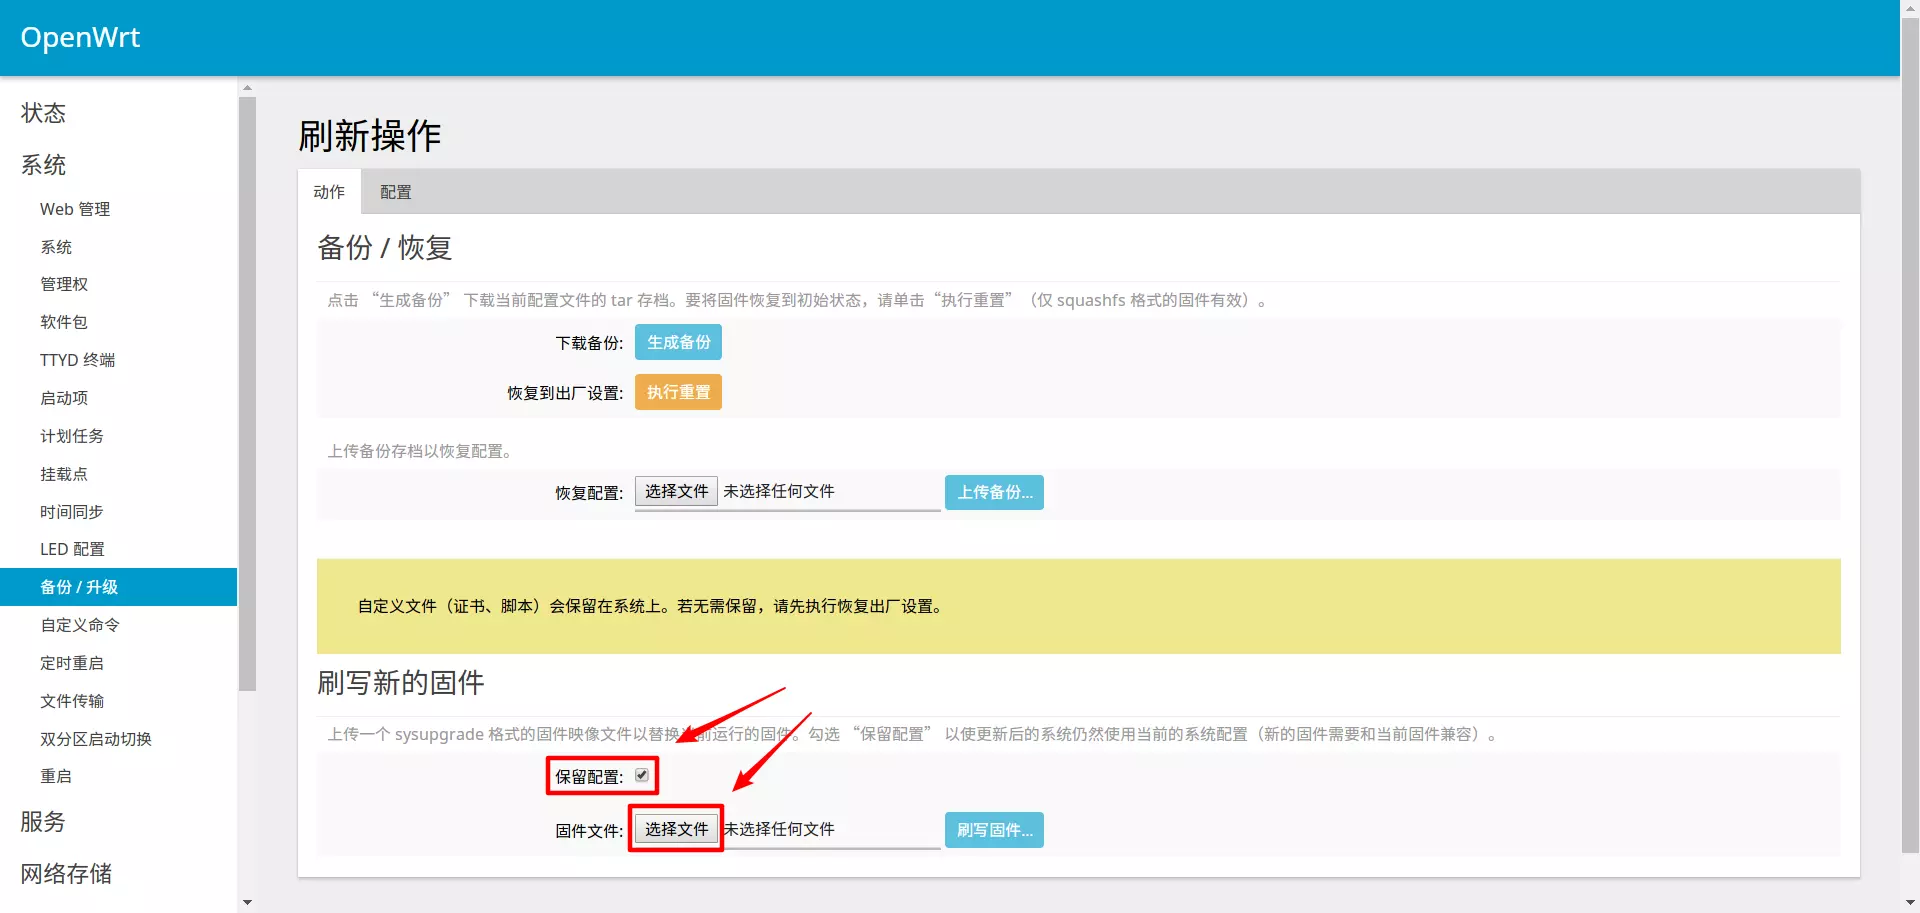 OpenWrt
状态
系统
Web 管理
系统
管理权
软件包
TTYD 终端
启动项
计划任务
挂载点
时间同步
LED 配置
备份 / 升级
自定义命令
定时重启
文件传输
双分区启动切换
重启
服务
网络存储
刷新操作
动作
配置
备份 / 恢复
点击 “生成备份” 下载当前配置文件的 tar 存档。要将固件恢复到初始状态，请单击 “执行重置” （仅 squashfs 格式的固件有效）。
下载备份: 生成备份
恢复到出厂设置: 执行重置
上传备份存档以恢复配置。
恢复配置: 选择文件 未选择任何文件 上传备份...
自定义文件（证书、脚本）会保留在系统上。若无需保留，请先执行恢复出厂设置。
刷写新的固件
上传一个 sysupgrade 格式的固件映像文件以替换当前运行的固件。勾选 “保留配置” 以使更新后的系统仍然使用当前的系统配置（新的固件需要和当前固件兼容）。
保留配置:
固件文件: 选择文件 未选择任何文件 刷写固件...